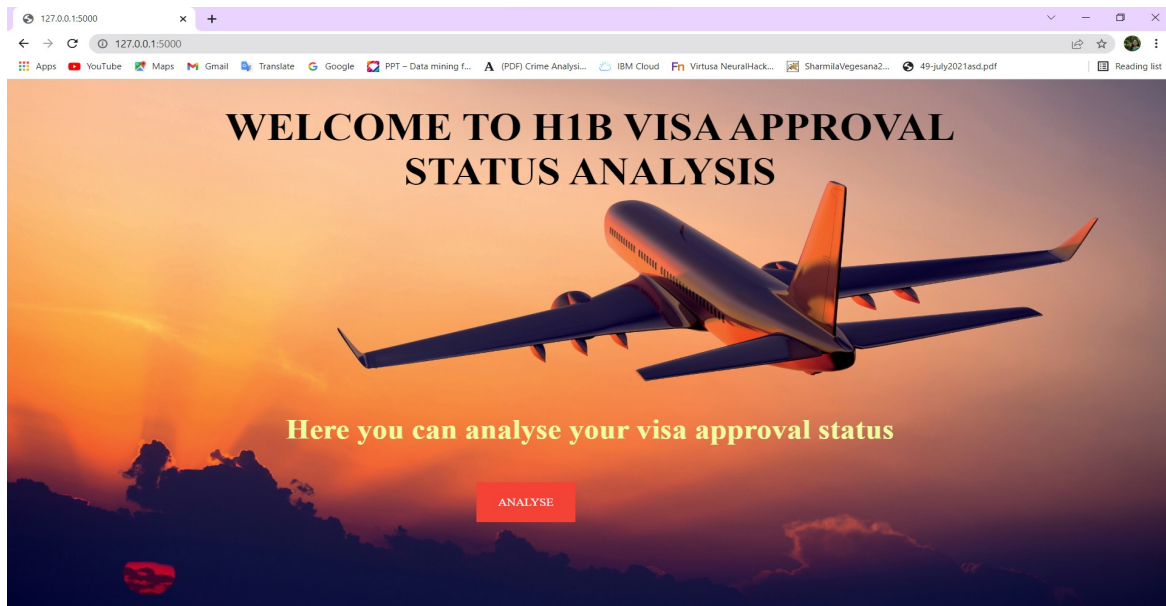 127.0.0.1:5000
127.0.0.1:5000
Apps YouTube Maps Gmail Translate Google PPT – Data mining f... (PDF) Crime Analysi... IBM Cloud Fn Virtusa NeuralHack... SharmilaVegesana2... 49-july2021asd.pdf Reading list
WELCOME TO H1B VISA APPROVAL
STATUS ANALYSIS
Here you can analyse your visa approval status
ANALYSE